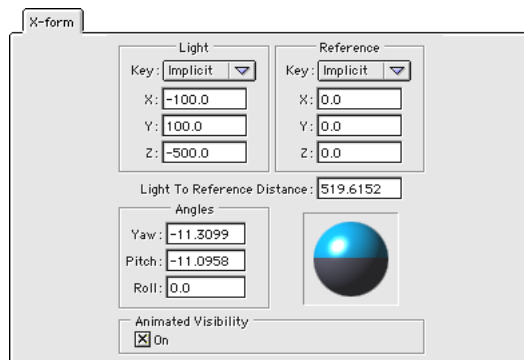 X-form
Light
Key: Implicit
X: -100.0
Y: 100.0
Z: -500.0
Reference
Key: Implicit
X: 0.0
Y: 0.0
Z: 0.0
Light To Reference Distance: 519.6152
Angles
Yaw: -11.3099
Pitch: -11.0958
Roll: 0.0
Animated Visibility
On